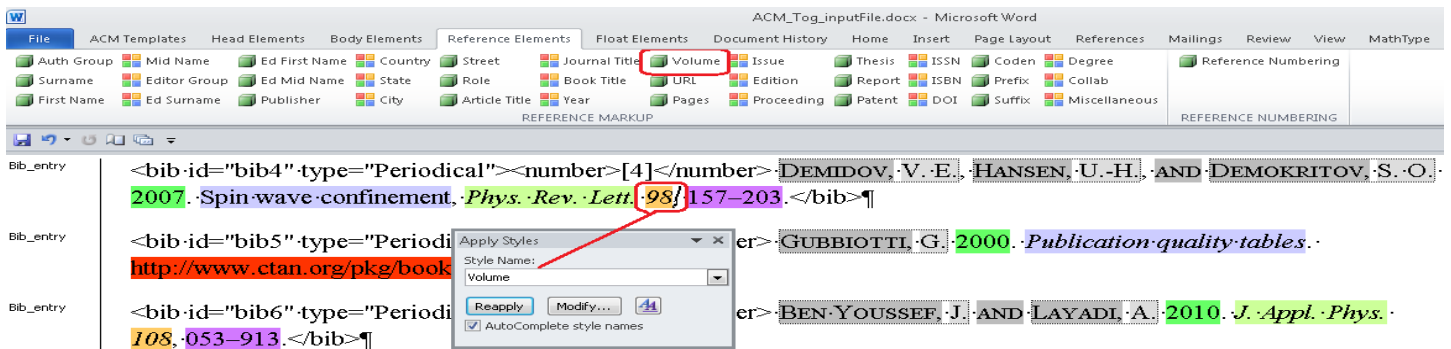 W ACM_Tog_inputFile.docx - Microsoft Word
File ACM Templates Head Elements Body Elements Reference Elements Float Elements Document History Home Insert Page Layout References Mailings Review View MathType
Auth Group Mid Name Ed First Name Country Street Journal Title Volume Issue Thesis ISSN Coden Degree Reference Numbering
Surname Editor Group Ed Mid Name State Role Book Title URL Edition Report ISBN Prefix Collab
First Name Ed Surname Publisher City Article Title Year Pages Proceeding Patent DOI Suffix Miscellaneous
REFERENCE MARKUP REFERENCE NUMBERING
Bib_entry <bib·id="bib4"·type="Periodical"><number>[4]</number>·DEMIDOV,·V.·E.,·HANSEN,·U.-H.,·AND·DEMOKRITOV,·S.·O.·
2007.·Spin·wave·confinement,·Phys.·Rev.·Lett.·98,·157–203.</bib>¶
Bib_entry <bib·id="bib5"·type="Periodi er>·GUBBIOTTI,·G.·2000.·Publication·quality·tables.·
http://www.ctan.org/pkg/book
Apply Styles
Style Name:
Volume
Reapply Modify...
AutoComplete style names
Bib_entry <bib·id="bib6"·type="Periodi er>·BEN·YOUSSEF,·J.·AND·LAYADI,·A.·2010.·J.·Appl.·Phys.·
108,·053–913.</bib>¶